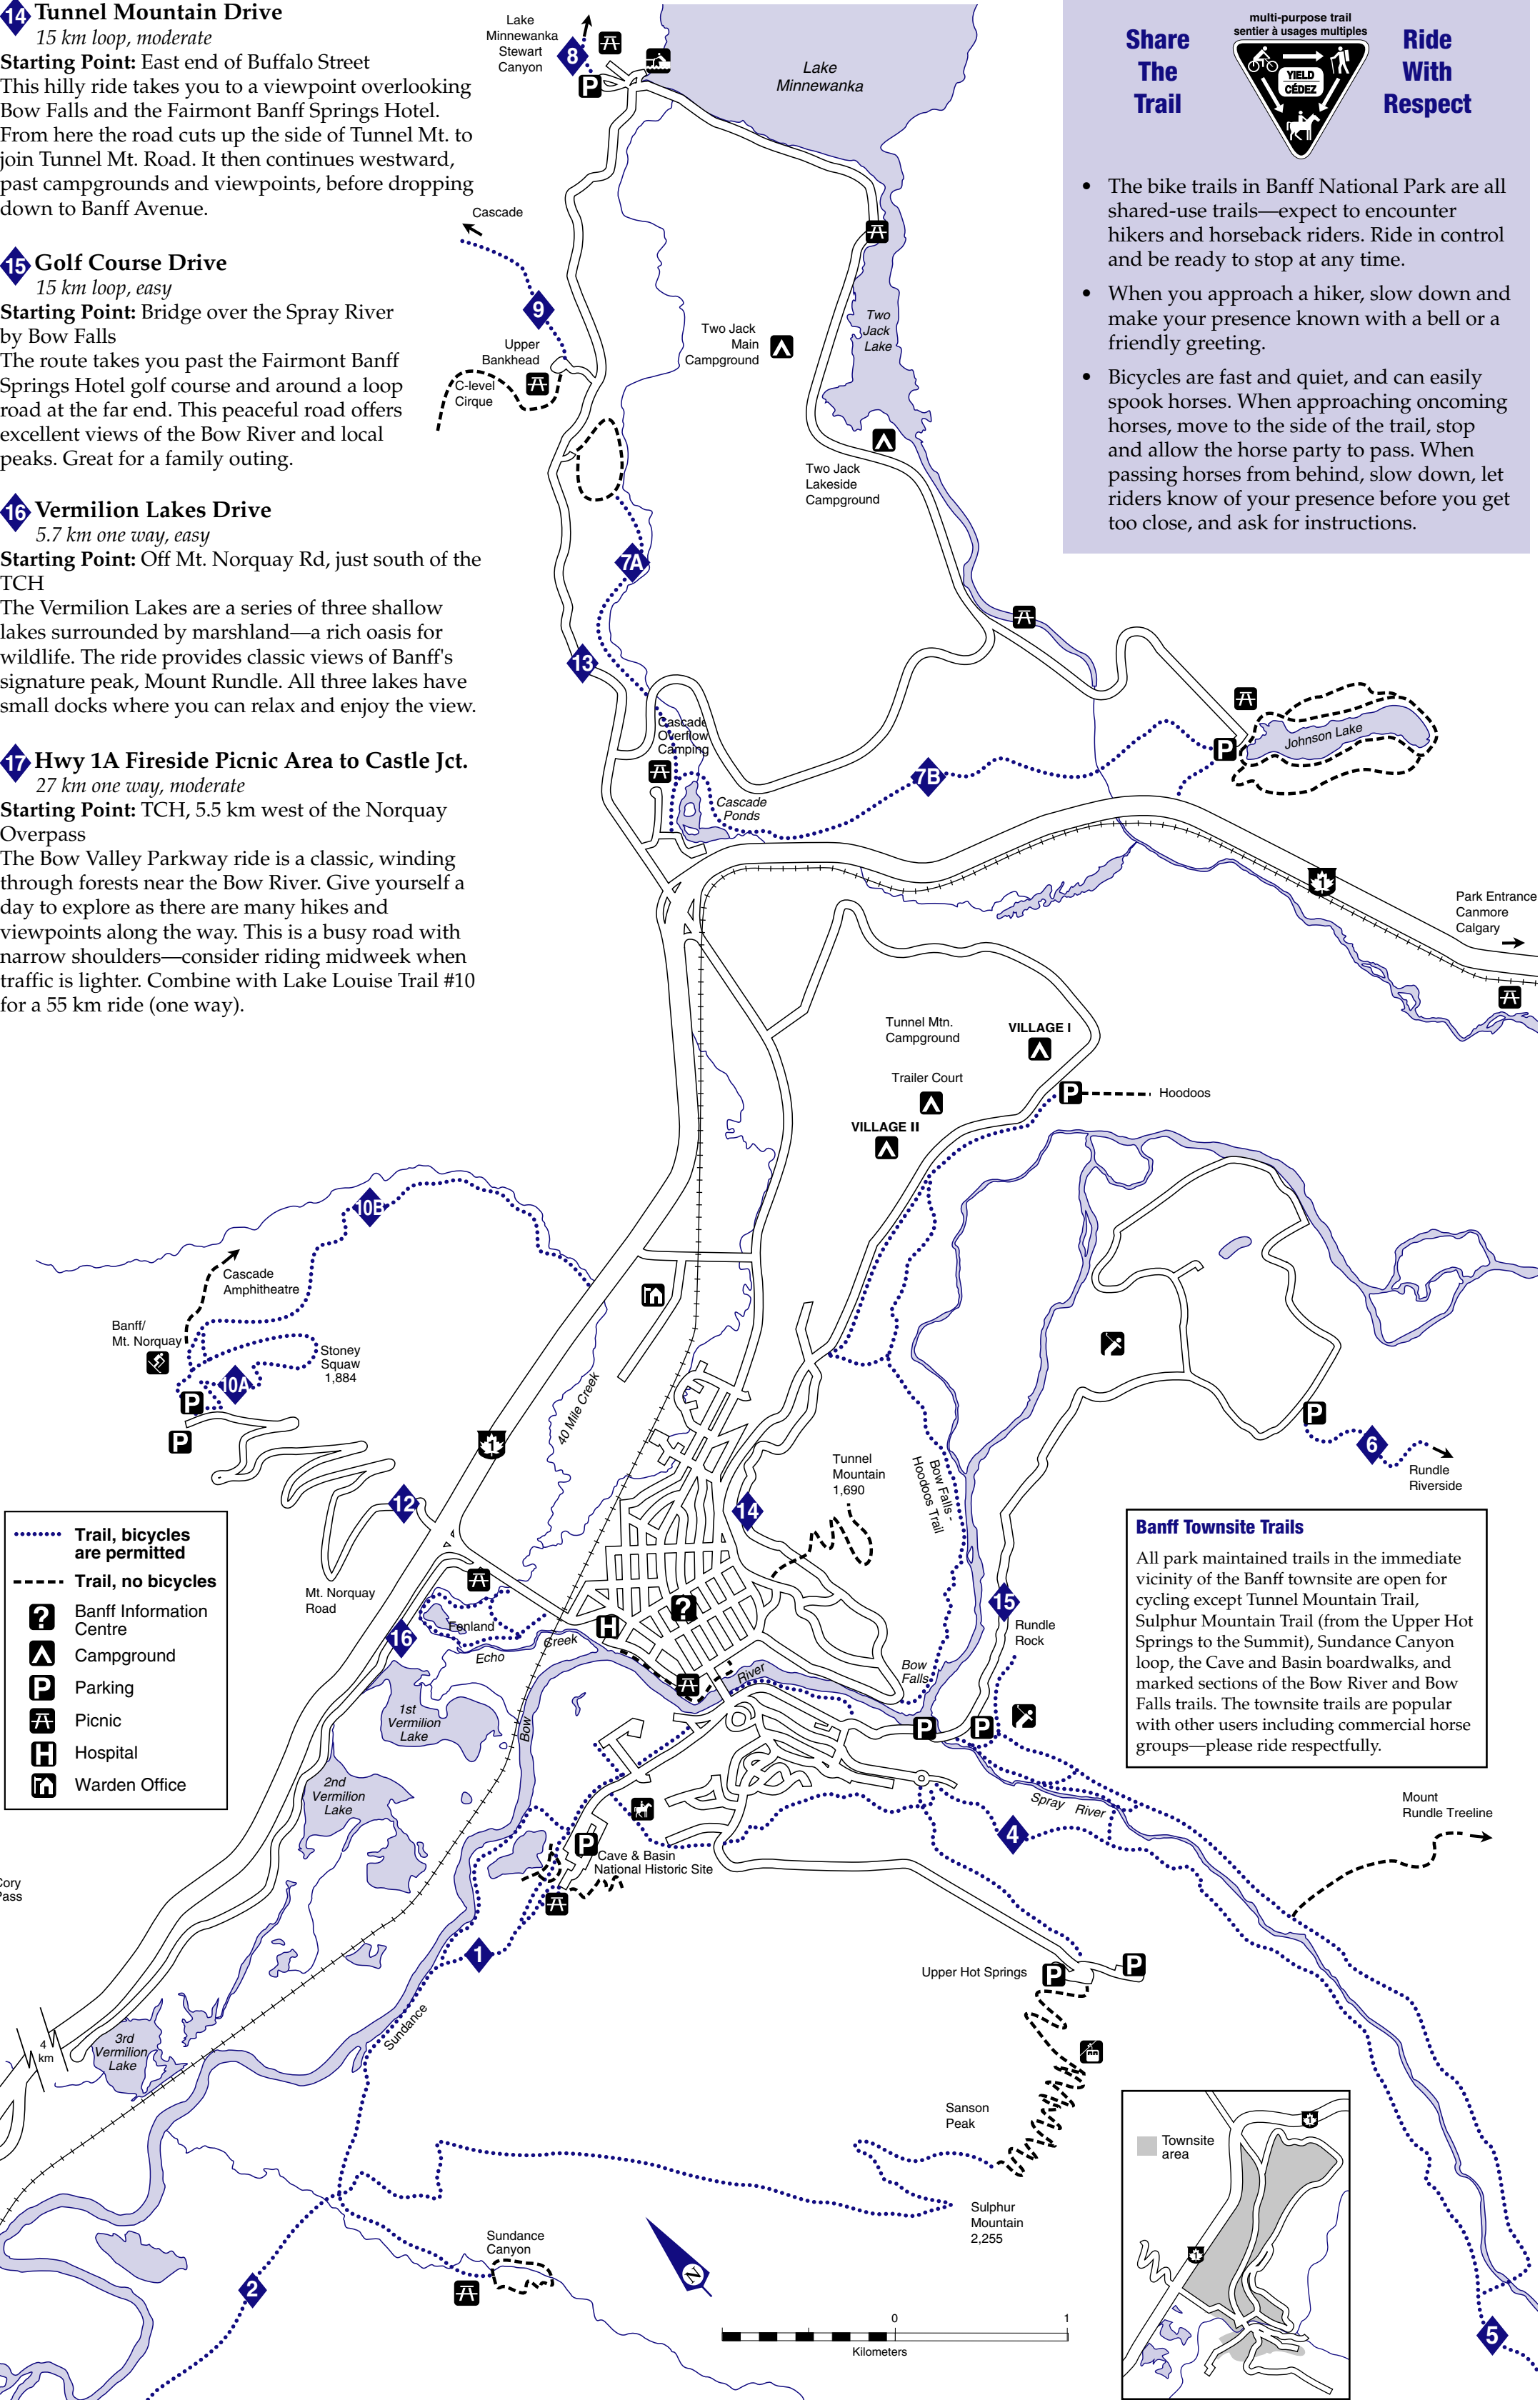 14 Tunnel Mountain Drive
15 km loop, moderate
Starting Point: East end of Buffalo Street
This hilly ride takes you to a viewpoint overlooking
Bow Falls and the Fairmont Banff Springs Hotel.
From here the road cuts up the side of Tunnel Mt. to
join Tunnel Mt. Road. It then continues westward,
past campgrounds and viewpoints, before dropping
down to Banff Avenue.
15 Golf Course Drive
15 km loop, easy
Starting Point: Bridge over the Spray River
by Bow Falls
The route takes you past the Fairmont Banff
Springs Hotel golf course and around a loop
road at the far end. This peaceful road offers
excellent views of the Bow River and local
peaks. Great for a family outing.
16 Vermilion Lakes Drive
5.7 km one way, easy
Starting Point: Off Mt. Norquay Rd, just south of the
TCH
The Vermilion Lakes are a series of three shallow
lakes surrounded by marshland—a rich oasis for
wildlife. The ride provides classic views of Banff's
signature peak, Mount Rundle. All three lakes have
small docks where you can relax and enjoy the view.
17 Hwy 1A Fireside Picnic Area to Castle Jct.
27 km one way, moderate
Starting Point: TCH, 5.5 km west of the Norquay
Overpass
The Bow Valley Parkway ride is a classic, winding
through forests near the Bow River. Give yourself a
day to explore as there are many hikes and
viewpoints along the way. This is a busy road with
narrow shoulders—consider riding midweek when
traffic is lighter. Combine with Lake Louise Trail #10
for a 55 km ride (one way).
Share
The
Trail
multi-purpose trail
sentier à usages multiples
YIELD
CÉDEZ
Ride
With
Respect
• The bike trails in Banff National Park are all
shared-use trails—expect to encounter
hikers and horseback riders. Ride in control
and be ready to stop at any time.
• When you approach a hiker, slow down and
make your presence known with a bell or a
friendly greeting.
• Bicycles are fast and quiet, and can easily
spook horses. When approaching oncoming
horses, move to the side of the trail, stop
and allow the horse party to pass. When
passing horses from behind, slow down, let
riders know of your presence before you get
too close, and ask for instructions.
Lake
Minnewanka
Stewart
Canyon
8
P
Lake
Minnewanka
Cascade
9
Upper
Bankhead
C-level
Cirque
Two Jack
Main
Campground
Two
Jack
Lake
Two Jack
Lakeside
Campground
7A
13
Cascade
Overflow
Camping
Cascade
Ponds
7B
P
Johnson Lake
1
Park Entrance
Canmore
Calgary
Tunnel Mtn.
Campground
VILLAGE I
Trailer Court
VILLAGE II
P
Hoodoos
10B
Cascade
Amphitheatre
Banff/
Mt. Norquay
Stoney
Squaw
1,884
10A
P
P
40 Mile Creek
1
12
Mt. Norquay
Road
Tunnel
Mountain
1,690
14
Bow Falls -
Hoodoos Trail
P
6
Rundle
Riverside
15
Rundle
Rock
Trail, bicycles
are permitted
Trail, no bicycles
? Banff Information
Centre
Campground
P Parking
Picnic
H Hospital
Warden Office
Banff Townsite Trails
All park maintained trails in the immediate
vicinity of the Banff townsite are open for
cycling except Tunnel Mountain Trail,
Sulphur Mountain Trail (from the Upper Hot
Springs to the Summit), Sundance Canyon
loop, the Cave and Basin boardwalks, and
marked sections of the Bow River and Bow
Falls trails. The townsite trails are popular
with other users including commercial horse
groups—please ride respectfully.
16
Fenland
Echo
Creek
H
?
Bow
River
Bow
Falls
P
P
1st
Vermilion
Lake
2nd
Vermilion
Lake
3rd
Vermilion
Lake
Spray River
4
Mount
Rundle Treeline
P
Cave & Basin
National Historic Site
1
Sundance
Cory
Pass
4
km
Upper Hot Springs
P
P
Sanson
Peak
Sulphur
Mountain
2,255
Sundance
Canyon
2
N
0
1
Kilometers
Townsite
area
1
1
5